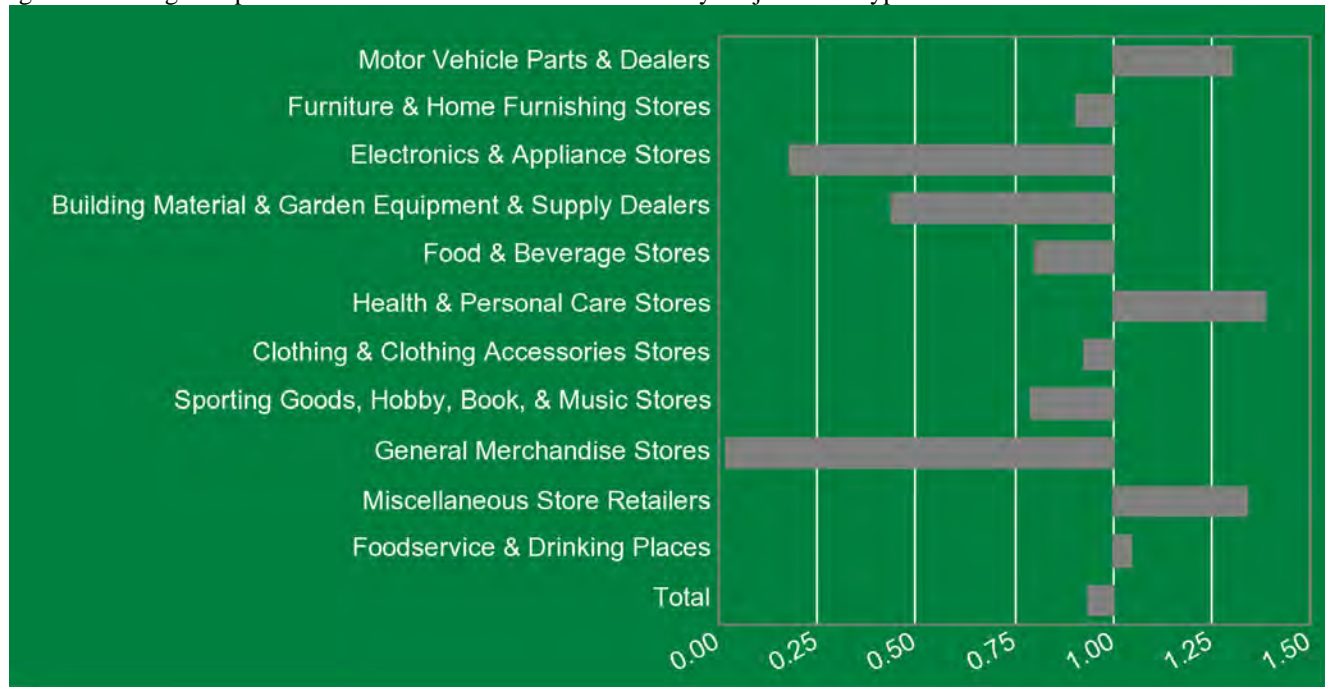 Motor Vehicle Parts & Dealers
Furniture & Home Furnishing Stores
Electronics & Appliance Stores
Building Material & Garden Equipment & Supply Dealers
Food & Beverage Stores
Health & Personal Care Stores
Clothing & Clothing Accessories Stores
Sporting Goods, Hobby, Book, & Music Stores
General Merchandise Stores
Miscellaneous Store Retailers
Foodservice & Drinking Places
Total
0.00 0.25 0.50 0.75 1.00 1.25 1.50